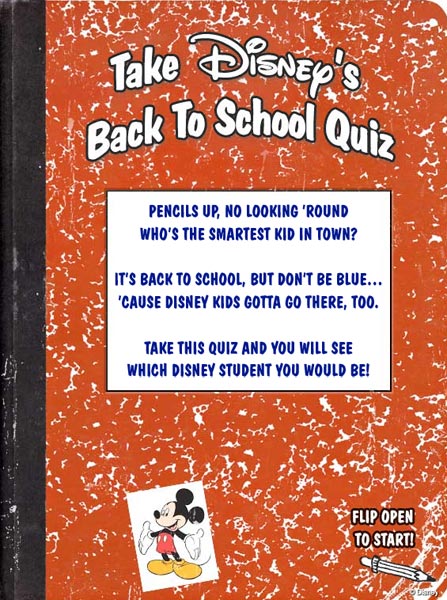 Take Disney's
Back To School Quiz
PENCILS UP, NO LOOKING 'ROUND
WHO'S THE SMARTEST KID IN TOWN?
IT'S BACK TO SCHOOL, BUT DON'T BE BLUE...
'CAUSE DISNEY KIDS GOTTA GO THERE, TOO.
TAKE THIS QUIZ AND YOU WILL SEE
WHICH DISNEY STUDENT YOU WOULD BE!
FLIP OPEN
TO START!
© Disney